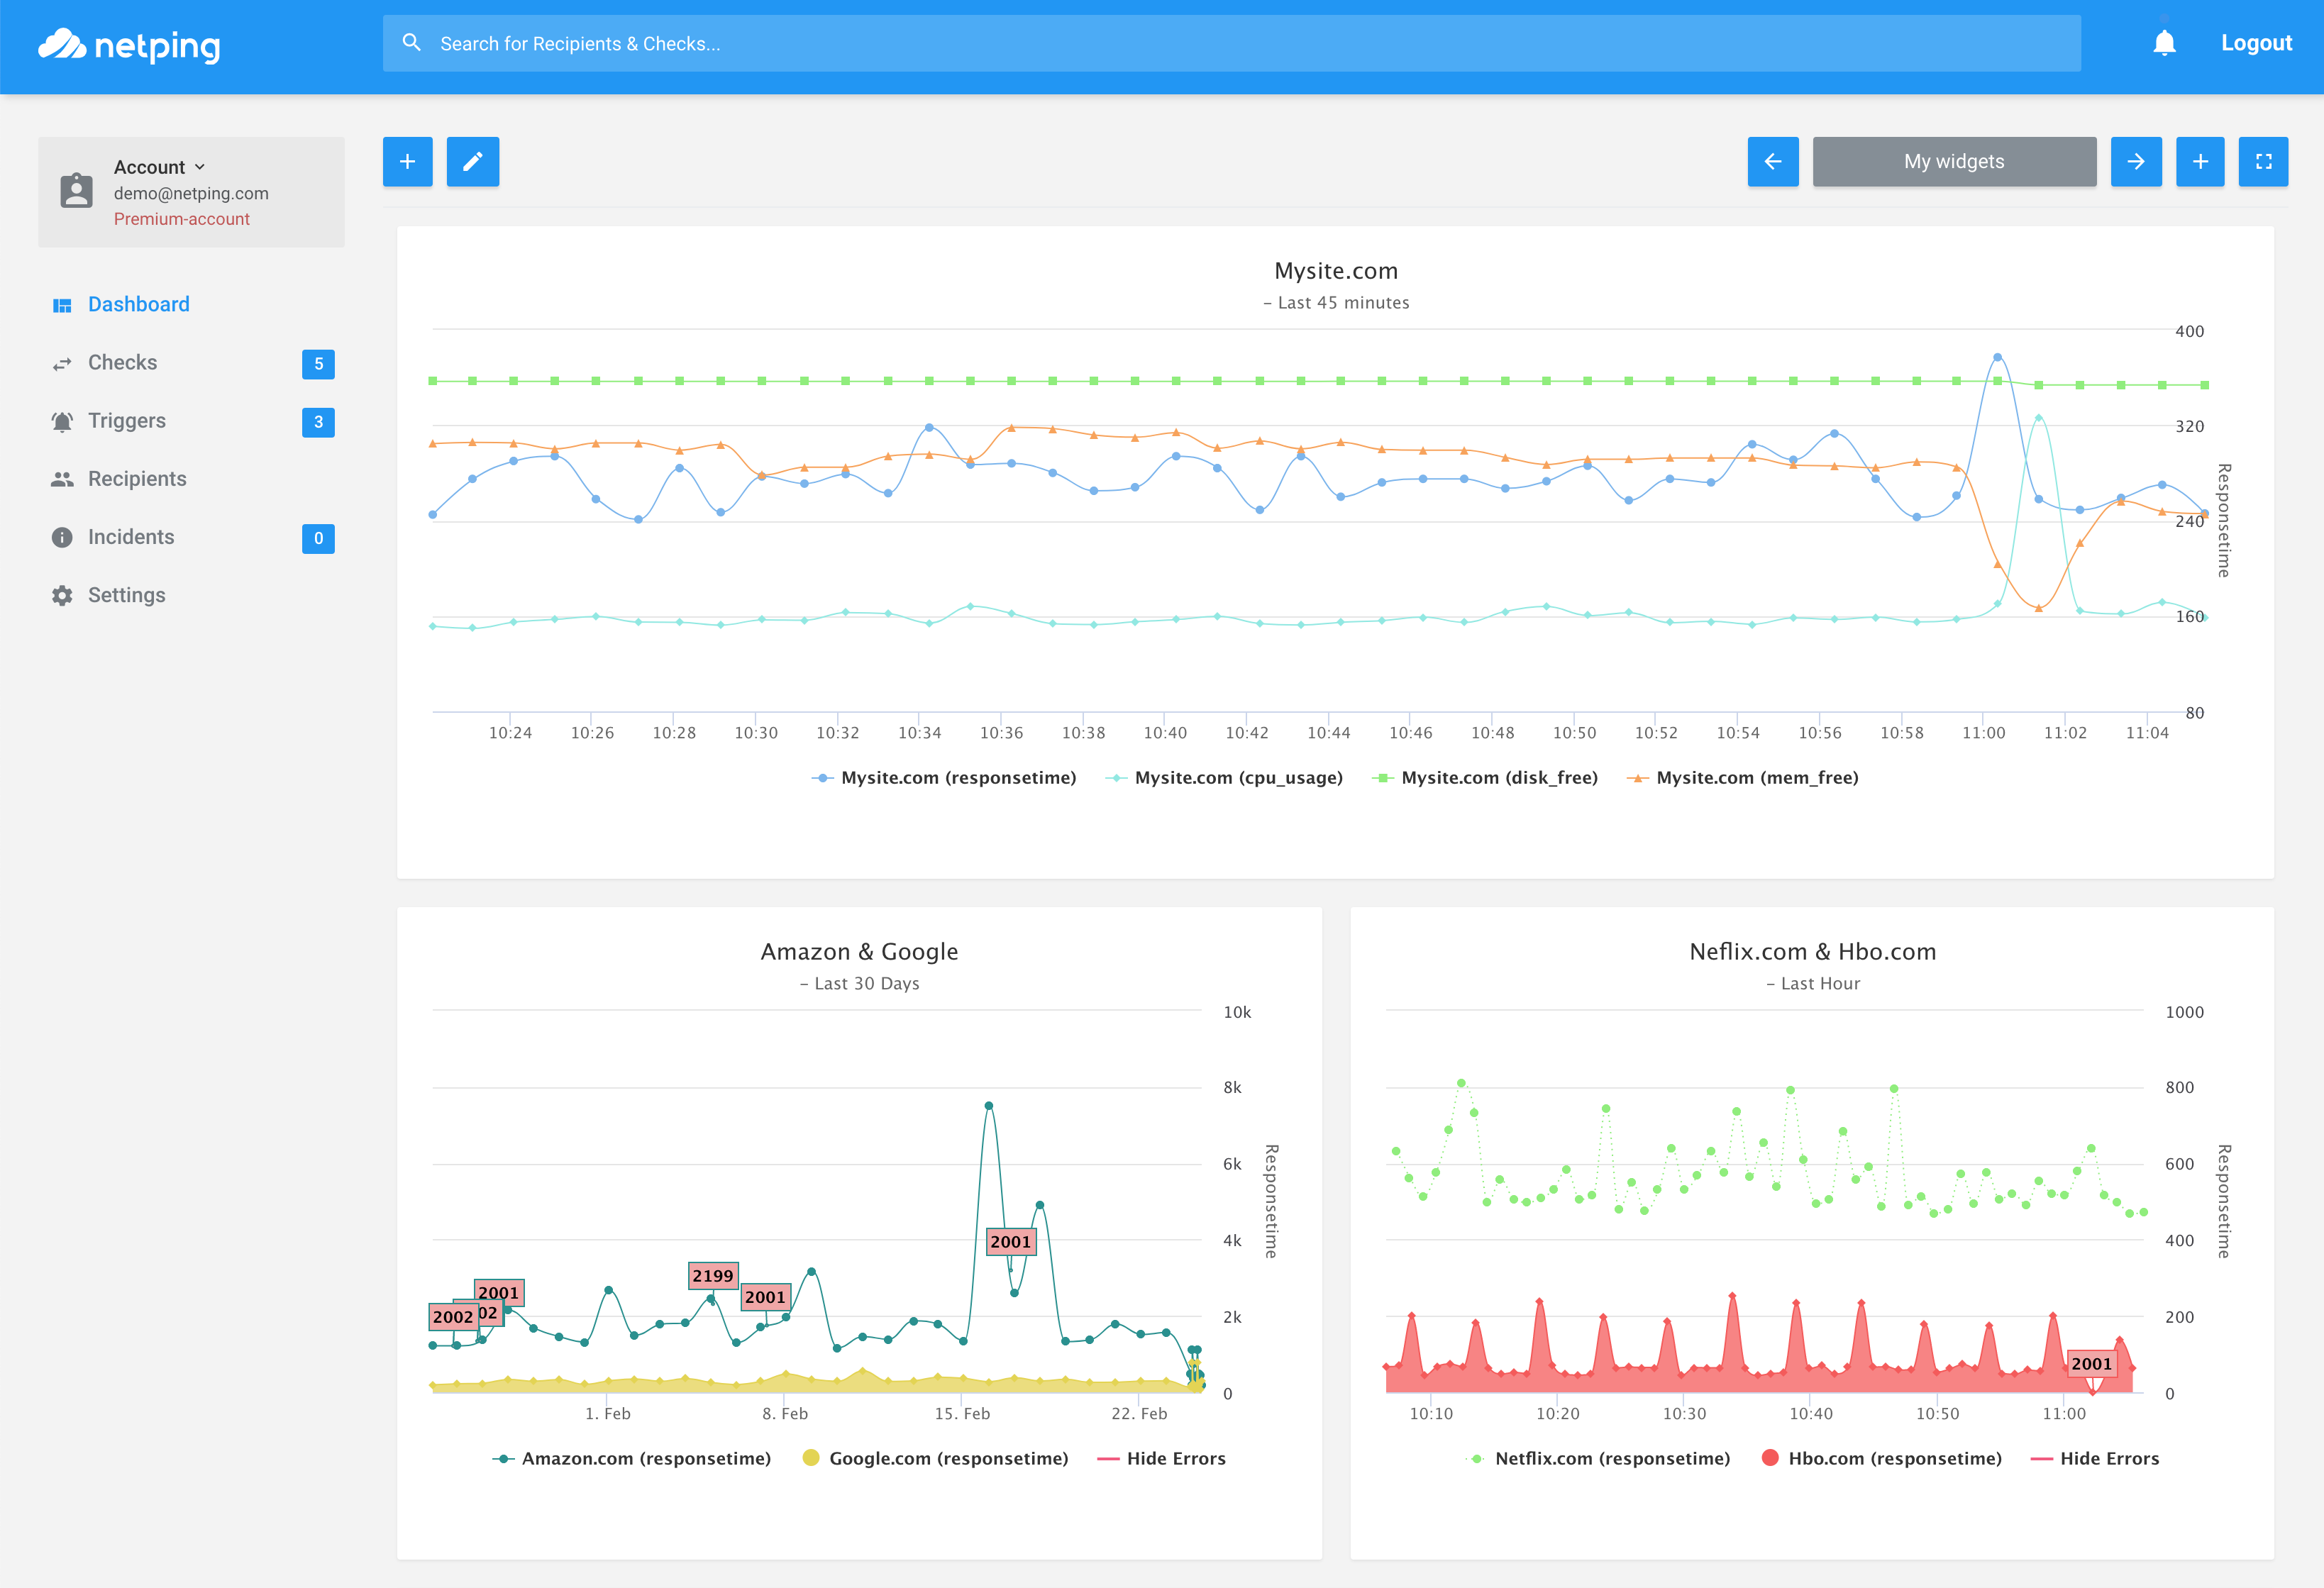 netping
Search for Recipients & Checks...
Logout
Account
demo@netping.com
Premium-account
My widgets
Dashboard
Checks 5
Triggers 3
Recipients
Incidents 0
Settings
Mysite.com
– Last 45 minutes
400
320
240
160
80
Responsetime
10:24 10:26 10:28 10:30 10:32 10:34 10:36 10:38 10:40 10:42 10:44 10:46 10:48 10:50 10:52 10:54 10:56 10:58 11:00 11:02 11:04
Mysite.com (responsetime) Mysite.com (cpu_usage) Mysite.com (disk_free) Mysite.com (mem_free)
Amazon & Google
– Last 30 Days
10k
8k
6k
4k
2k
0
Responsetime
2001
2199
2001
2001
2002
02
1. Feb 8. Feb 15. Feb 22. Feb
Amazon.com (responsetime) Google.com (responsetime) Hide Errors
Neflix.com & Hbo.com
– Last Hour
1000
800
600
400
200
0
Responsetime
2001
10:10 10:20 10:30 10:40 10:50 11:00
Netflix.com (responsetime) Hbo.com (responsetime) Hide Errors